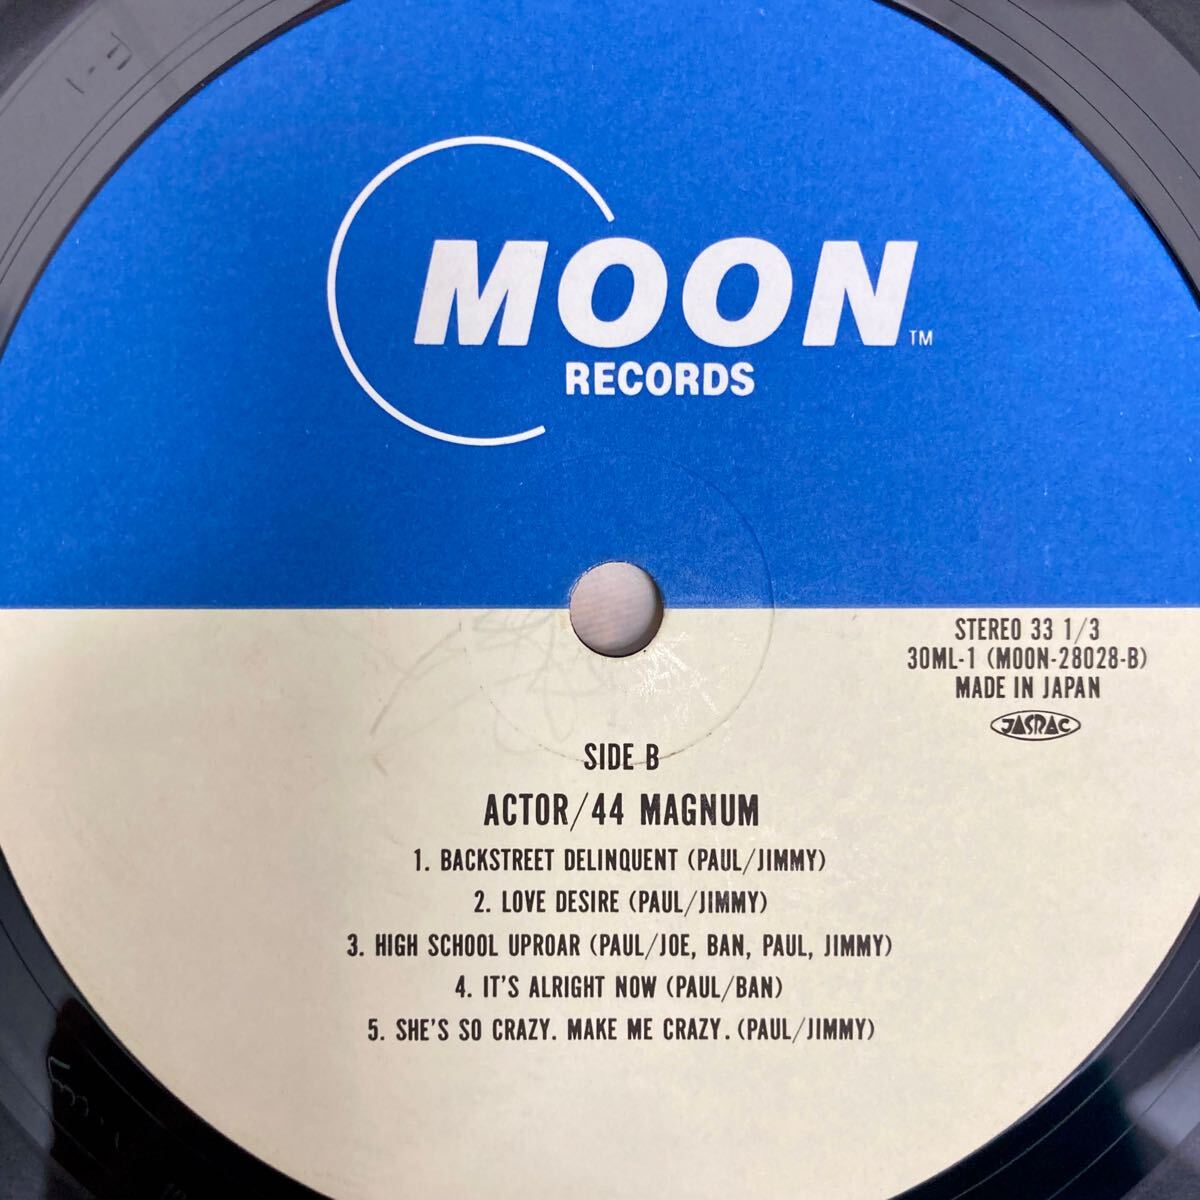 MOON
TM
RECORDS
STEREO 33 1/3
30ML-1 (MOON-28028-B)
MADE IN JAPAN
JASRAC
SIDE B
ACTOR/44 MAGNUM
1. BACKSTREET DELINQUENT (PAUL/JIMMY)
2. LOVE DESIRE (PAUL/JIMMY)
3. HIGH SCHOOL UPROAR (PAUL/JOE, BAN, PAUL, JIMMY)
4. IT'S ALRIGHT NOW (PAUL/BAN)
5. SHE'S SO CRAZY. MAKE ME CRAZY. (PAUL/JIMMY)